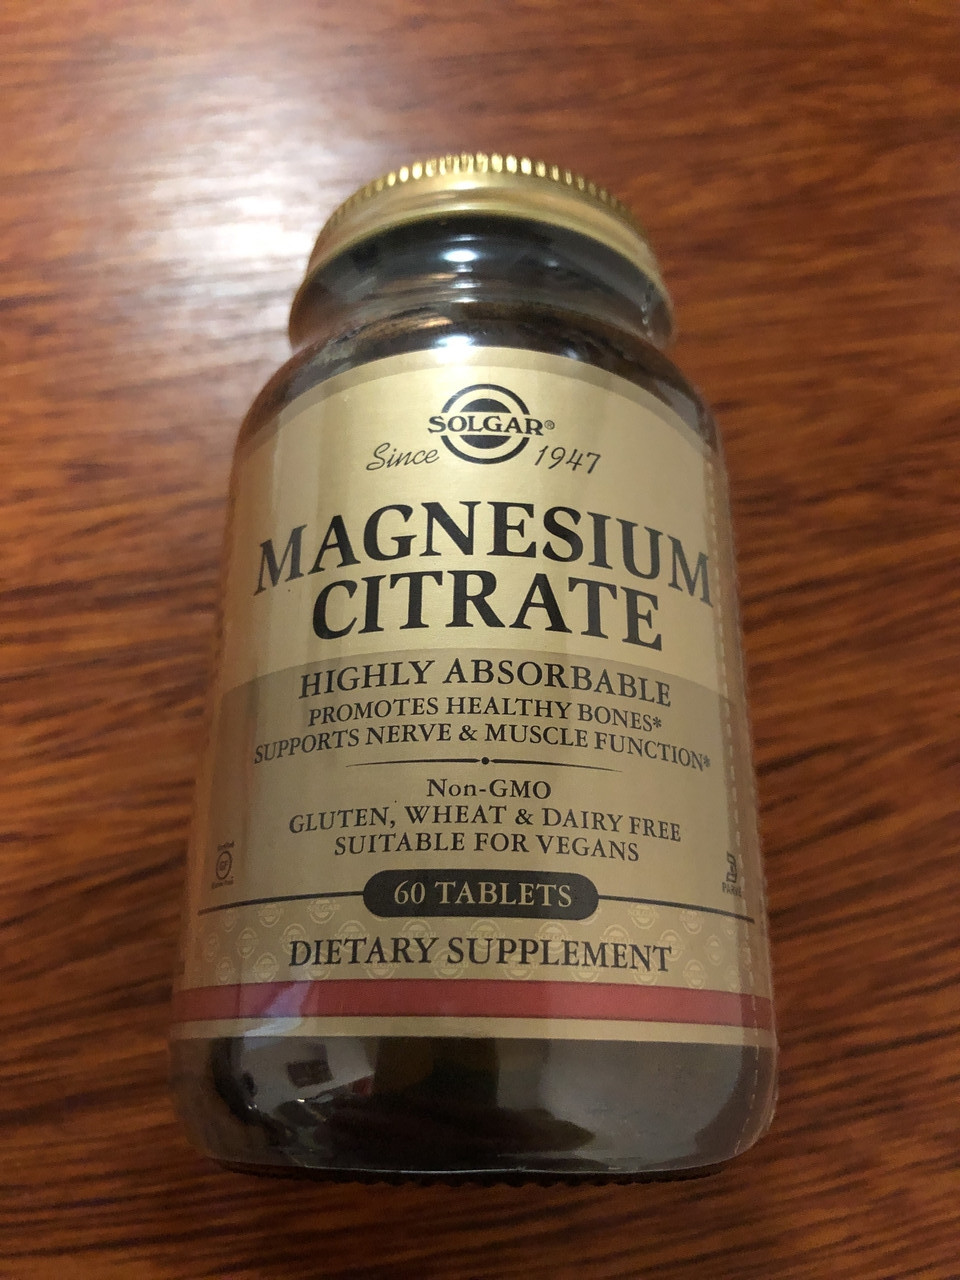 SOLGAR®
Since 1947
MAGNESIUM
CITRATE
HIGHLY ABSORBABLE
PROMOTES HEALTHY BONES*
SUPPORTS NERVE & MUSCLE FUNCTION*
Non-GMO
GLUTEN, WHEAT & DAIRY FREE
SUITABLE FOR VEGANS
60 TABLETS
DIETARY SUPPLEMENT